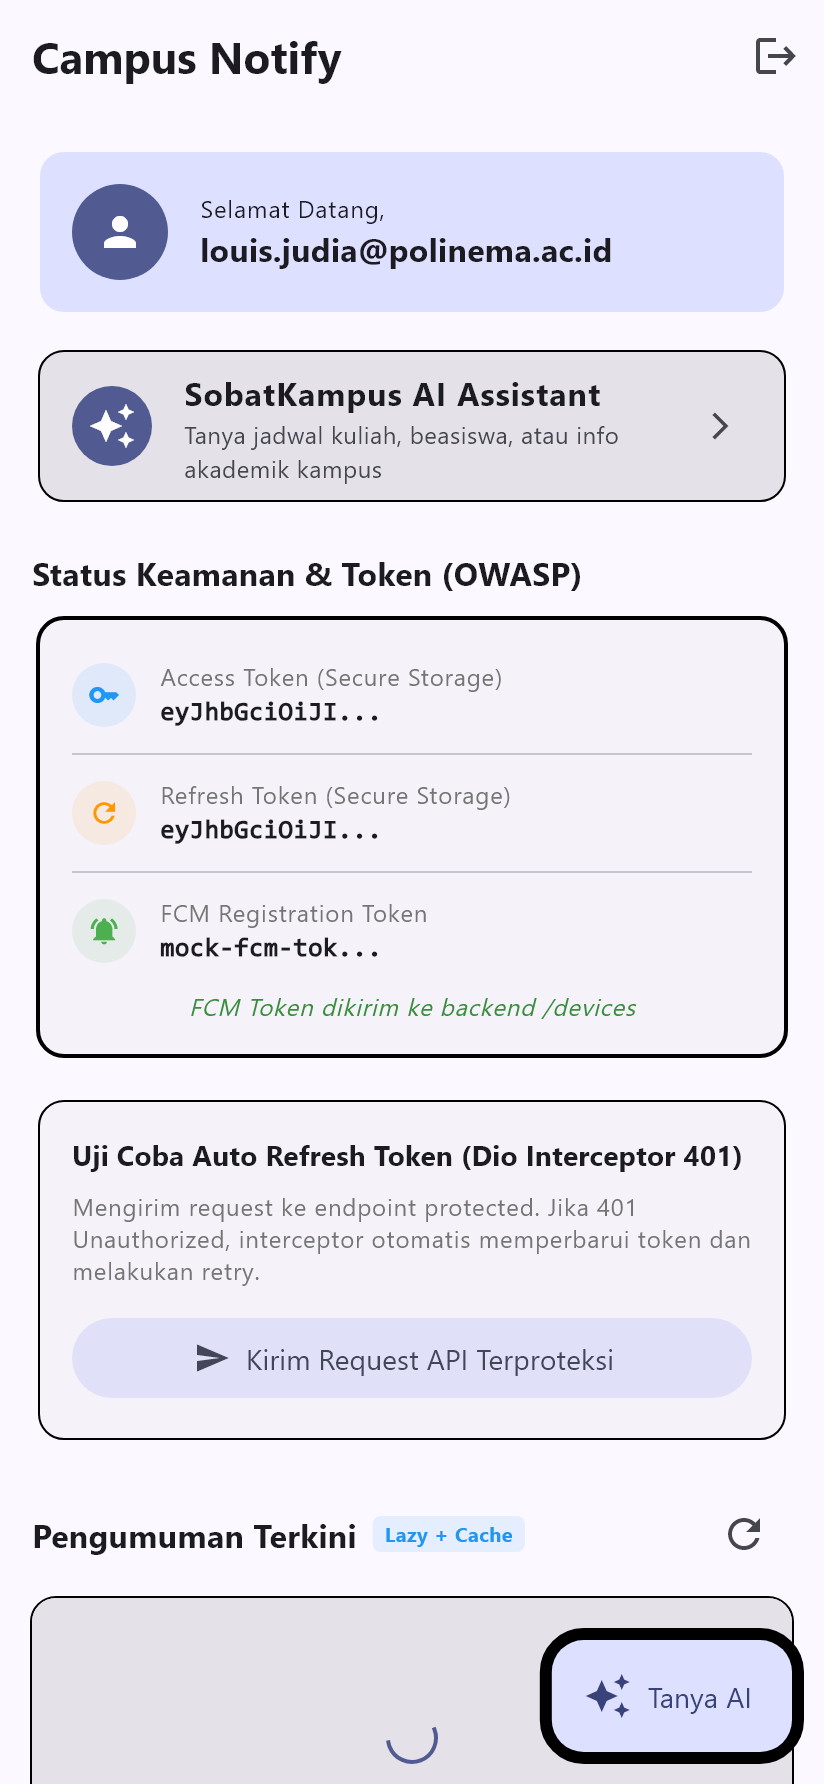 Campus Notify
Selamat Datang,
louis.judia@polinema.ac.id
SobatKampus AI Assistant
Tanya jadwal kuliah, beasiswa, atau info
akademik kampus
Status Keamanan & Token (OWASP)
Access Token (Secure Storage)
eyJhbGciOiJI...
Refresh Token (Secure Storage)
eyJhbGciOiJI...
FCM Registration Token
mock-fcm-tok...
FCM Token dikirim ke backend /devices
Uji Coba Auto Refresh Token (Dio Interceptor 401)
Mengirim request ke endpoint protected. Jika 401
Unauthorized, interceptor otomatis memperbarui token dan
melakukan retry.
Kirim Request API Terproteksi
Pengumuman Terkini Lazy + Cache
Tanya AI